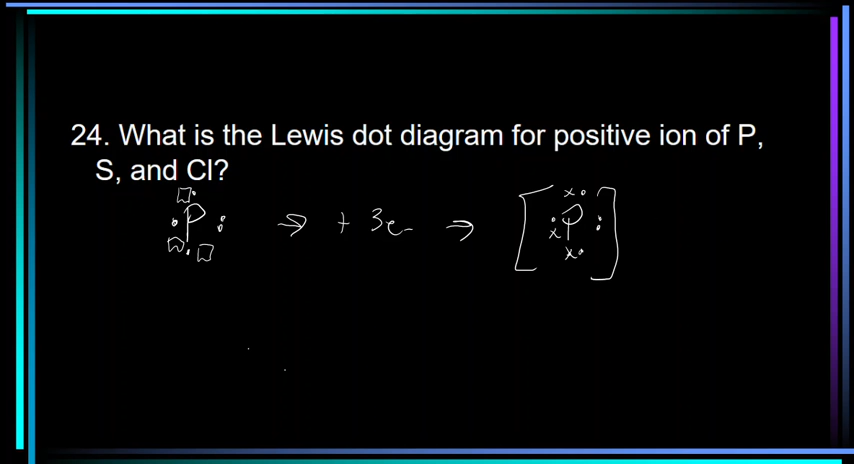 24. What is the Lewis dot diagram for positive ion of P,
S, and Cl?
P → + 3e- → [P]